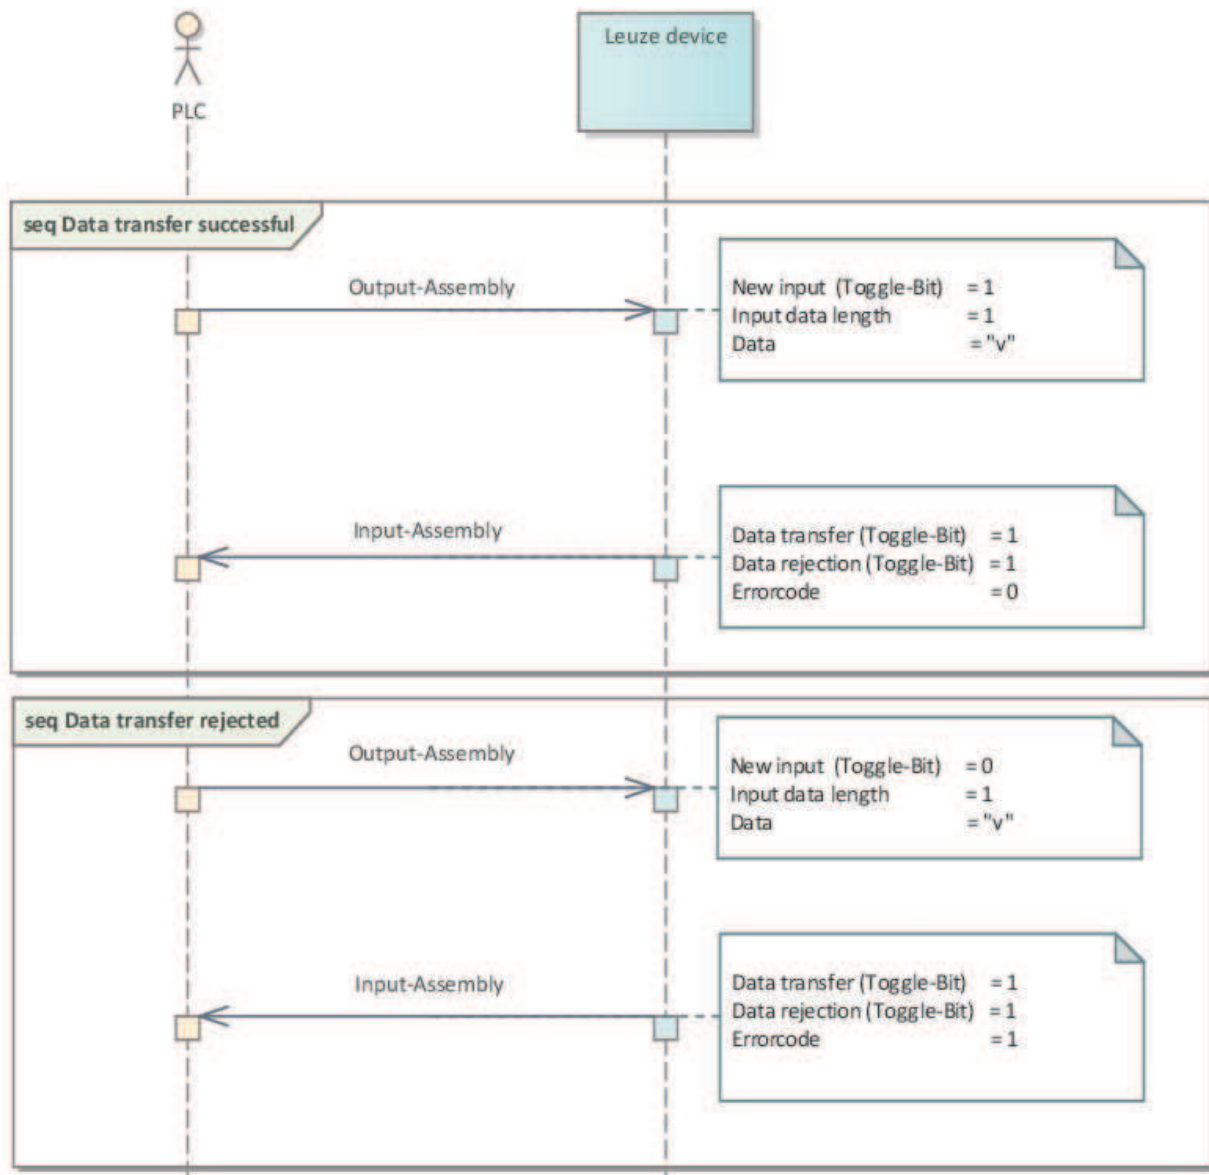 Leuze device
PLC
seq Data transfer successful
Output-Assembly
New input (Toggle-Bit) = 1
Input data length = 1
Data = "v"
Input-Assembly
Data transfer (Toggle-Bit) = 1
Data rejection (Toggle-Bit) = 1
Errorcode = 0
seq Data transfer rejected
Output-Assembly
New input (Toggle-Bit) = 0
Input data length = 1
Data = "v"
Input-Assembly
Data transfer (Toggle-Bit) = 1
Data rejection (Toggle-Bit) = 1
Errorcode = 1